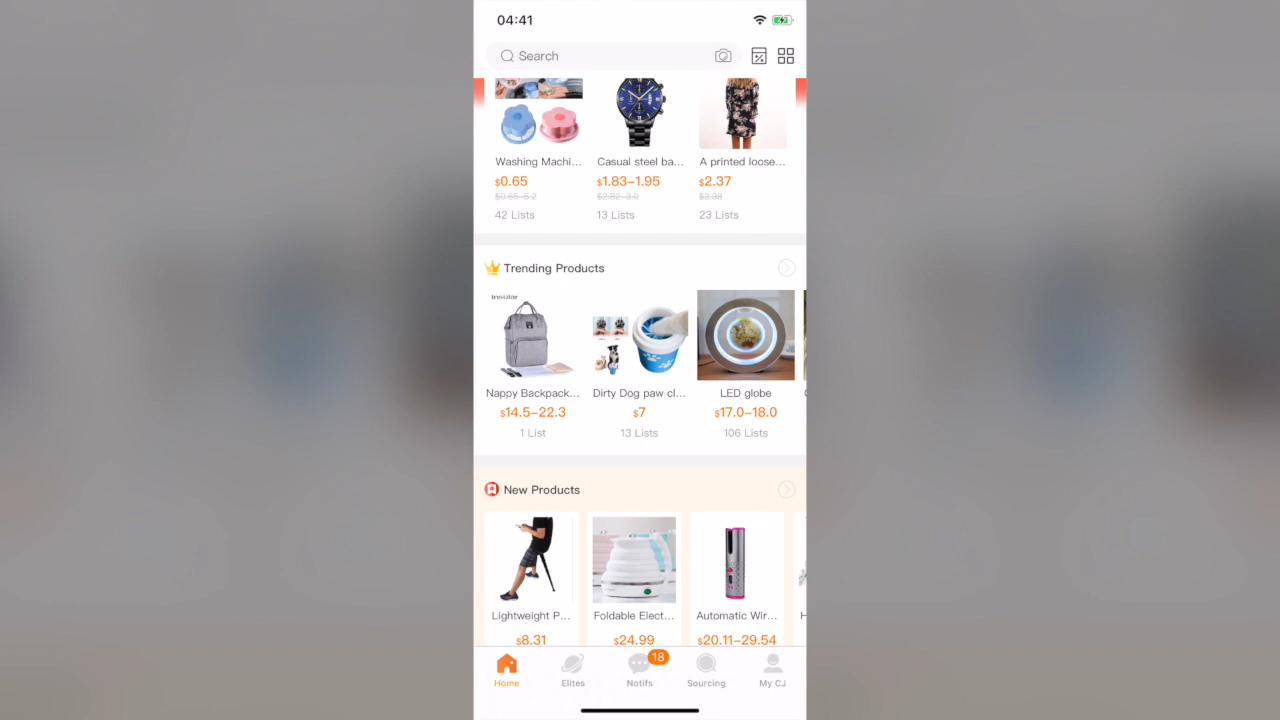 04:41
Search
Washing Machi... Casual steel ba... A printed loose...
$0.65 $1.83-1.95 $2.37
$0.65-5.2 $2.82-3.0 $3.38
42 Lists 13 Lists 23 Lists
Trending Products
Insular
Nappy Backpack... Dirty Dog paw cl... LED globe
$14.5-22.3 $7 $17.0-18.0
1 List 13 Lists 106 Lists
New Products
Lightweight P... Foldable Elect... Automatic Wir...
$8.31 $24.99 $20.11-29.54
18
Home Elites Notifs Sourcing My CJ